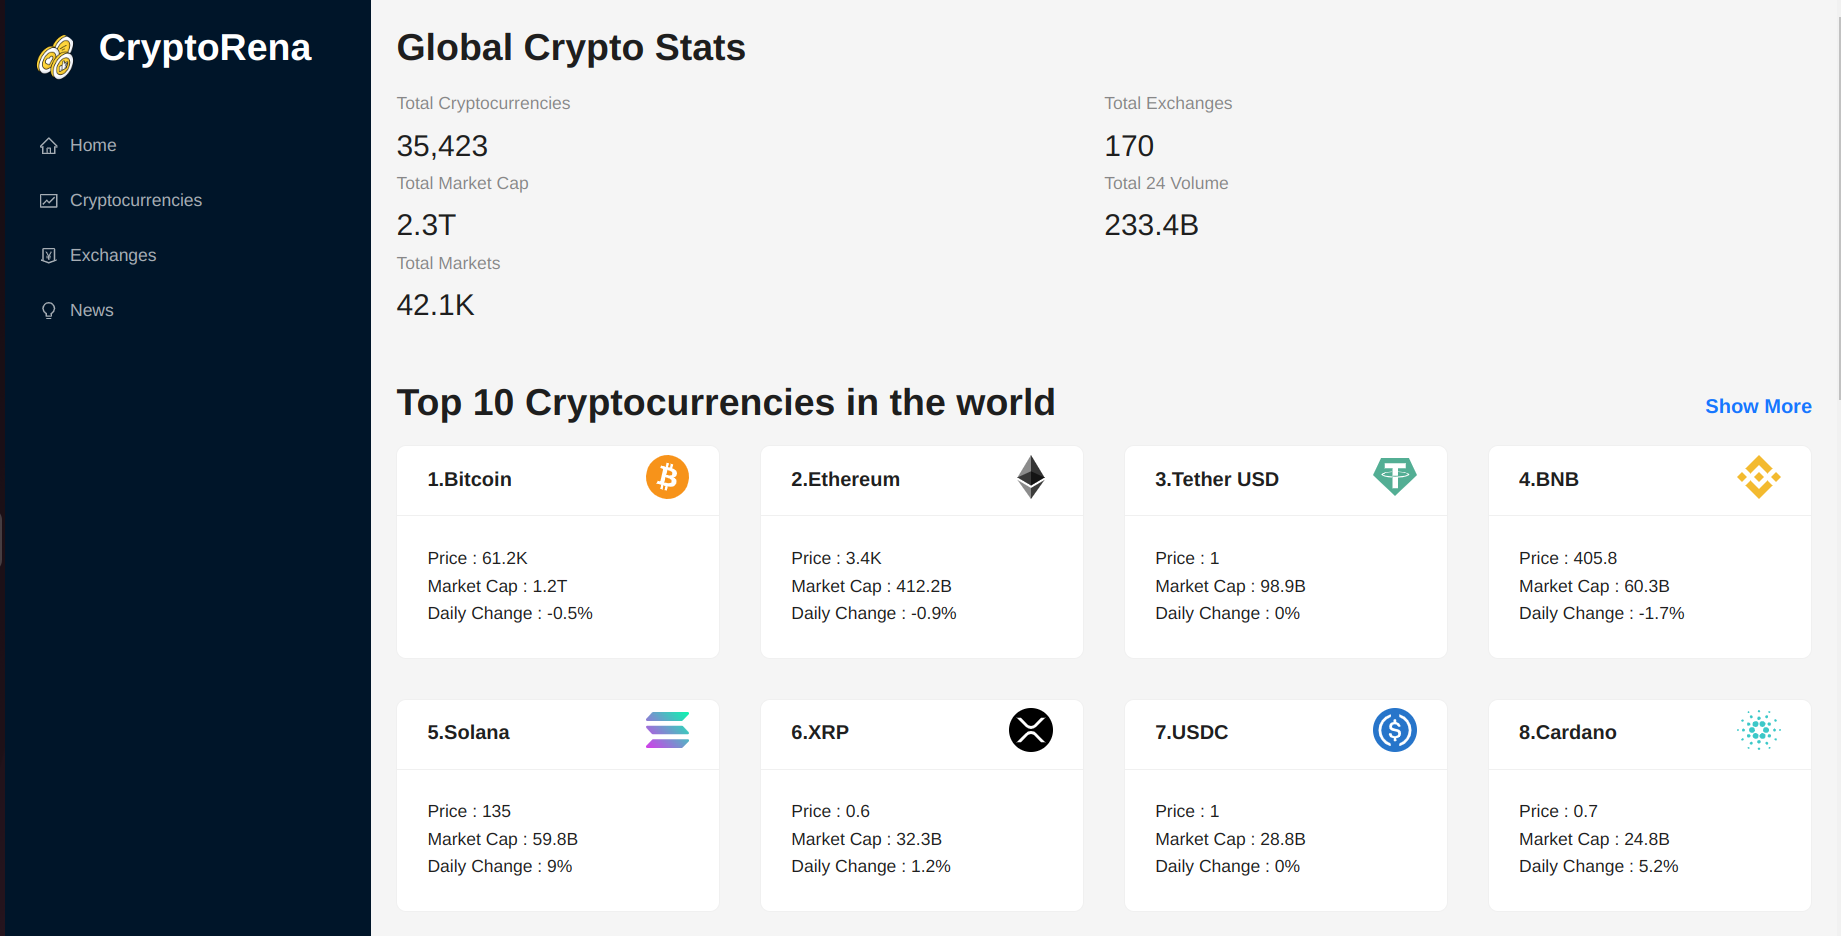 CryptoRena
Home
Cryptocurrencies
Exchanges
News
Global Crypto Stats
Total Cryptocurrencies
35,423
Total Exchanges
170
Total Market Cap
2.3T
Total 24 Volume
233.4B
Total Markets
42.1K
Top 10 Cryptocurrencies in the world
Show More
1.Bitcoin
Price : 61.2K
Market Cap : 1.2T
Daily Change : -0.5%
2.Ethereum
Price : 3.4K
Market Cap : 412.2B
Daily Change : -0.9%
3.Tether USD
Price : 1
Market Cap : 98.9B
Daily Change : 0%
4.BNB
Price : 405.8
Market Cap : 60.3B
Daily Change : -1.7%
5.Solana
Price : 135
Market Cap : 59.8B
Daily Change : 9%
6.XRP
Price : 0.6
Market Cap : 32.3B
Daily Change : 1.2%
7.USDC
Price : 1
Market Cap : 28.8B
Daily Change : 0%
8.Cardano
Price : 0.7
Market Cap : 24.8B
Daily Change : 5.2%